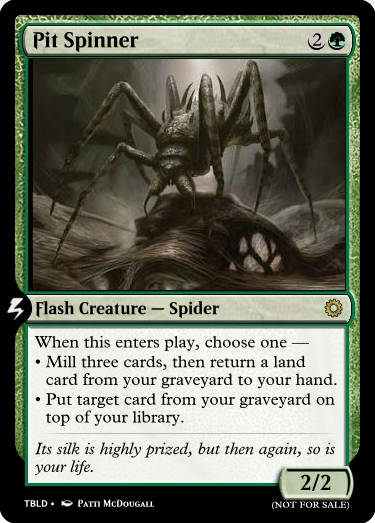 Pit Spinner 2
Flash Creature — Spider
When this enters play, choose one —
• Mill three cards, then return a land
card from your graveyard to your hand.
• Put target card from your graveyard on
top of your library.
Its silk is highly prized, but then again, so is
your life.
2/2
TBLD • Patti McDougall
(NOT FOR SALE)